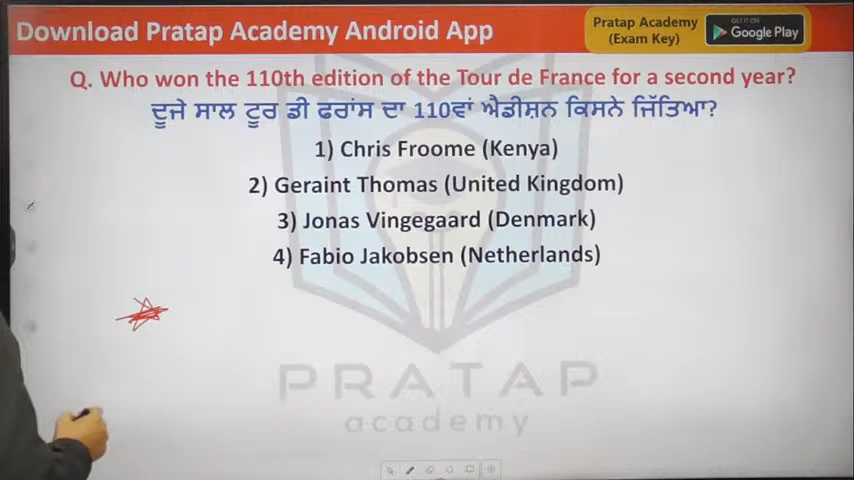 Download Pratap Academy Android App
Pratap Academy
(Exam Key)
GET IT ON
Google Play
Q. Who won the 110th edition of the Tour de France for a second year?
ਦੂਜੇ ਸਾਲ ਟੂਰ ਡੀ ਫਰਾਂਸ ਦਾ 110ਵਾਂ ਐਡੀਸ਼ਨ ਕਿਸਨੇ ਜਿੱਤਿਆ?
1) Chris Froome (Kenya)
2) Geraint Thomas (United Kingdom)
3) Jonas Vingegaard (Denmark)
4) Fabio Jakobsen (Netherlands)
PRATAP
academy